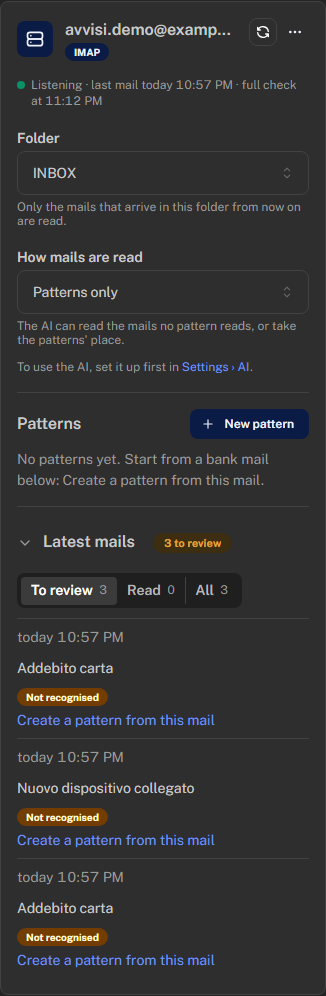 avvisi.demo@examp...
IMAP
Listening · last mail today 10:57 PM · full check
at 11:12 PM
Folder
INBOX
Only the mails that arrive in this folder from now on
are read.
How mails are read
Patterns only
The AI can read the mails no pattern reads, or take
the patterns' place.
To use the AI, set it up first in Settings › AI.
Patterns
+ New pattern
No patterns yet. Start from a bank mail
below: Create a pattern from this mail.
Latest mails 3 to review
To review 3 Read 0 All 3
today 10:57 PM
Addebito carta
Not recognised
Create a pattern from this mail
today 10:57 PM
Nuovo dispositivo collegato
Not recognised
Create a pattern from this mail
today 10:57 PM
Addebito carta
Not recognised
Create a pattern from this mail